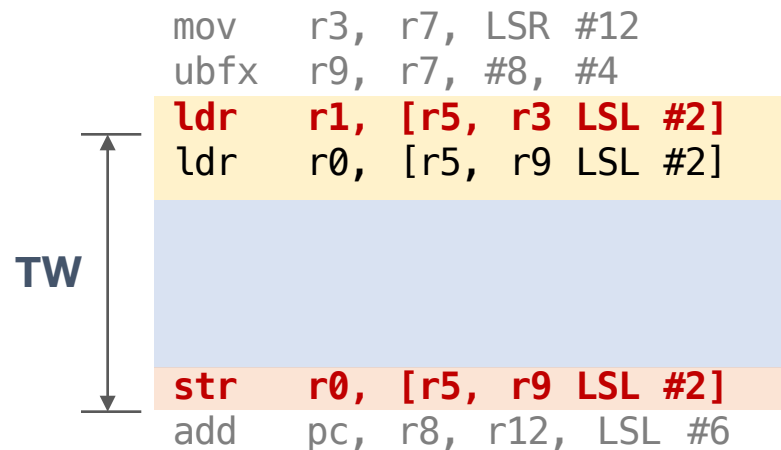 mov r3, r7, LSR #12
ubfx r9, r7, #8, #4
ldr r1, [r5, r3 LSL #2]
ldr r0, [r5, r9 LSL #2]
TW
str r0, [r5, r9 LSL #2]
add pc, r8, r12, LSL #6